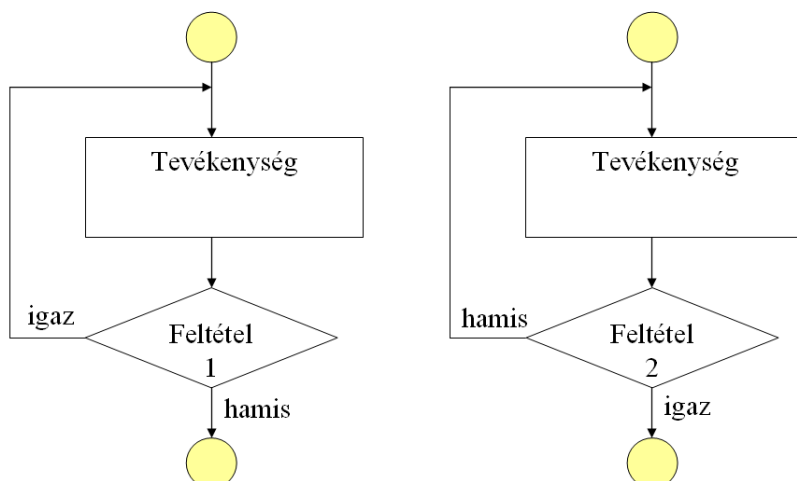 Tevékenység
igaz
Feltétel
1
hamis
Tevékenység
hamis
Feltétel
2
igaz